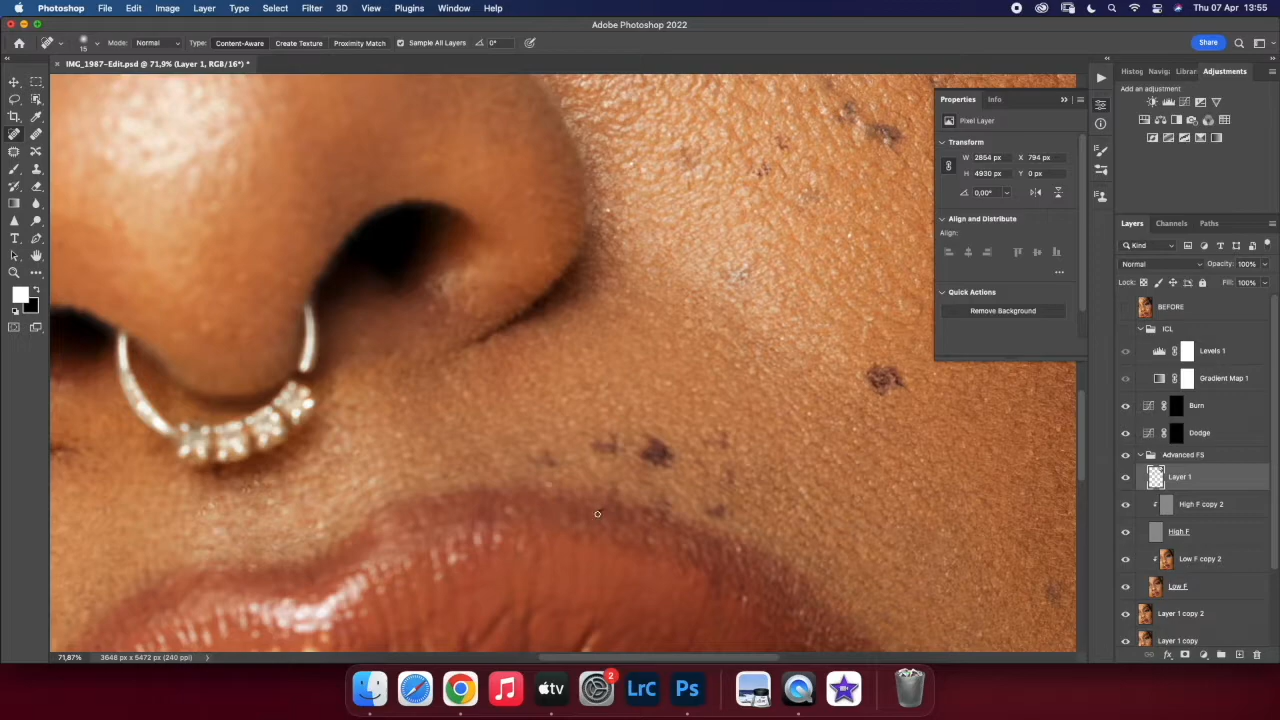 Photoshop File Edit Image Layer Type Select Filter 3D View Plugins Window Help Thu 07 Apr 13:55
Adobe Photoshop 2022
15 Mode: Normal Type: Content-Aware Create Texture Proximity Match Sample All Layers 0° Share
IMG_1987-Edit.psd @ 71,9% (Layer 1, RGB/16*) *
Histog Navig Librar Adjustments
Add an adjustment
Properties Info
Pixel Layer
Transform
W 2854 px X 794 px
H 4930 px Y 0 px
0,00°
Align and Distribute
Align:
Quick Actions
Remove Background
Layers Channels Paths
Kind
Normal Opacity: 100%
Lock: Fill: 100%
BEFORE
ICL
Levels 1
Gradient Map 1
Burn
Dodge
Advanced FS
Layer 1
High F copy 2
High F
Low F copy 2
Low F
Layer 1 copy 2
Layer 1 copy
71,87% 3648 px x 5472 px (240 ppi)
tv 2 LrC Ps